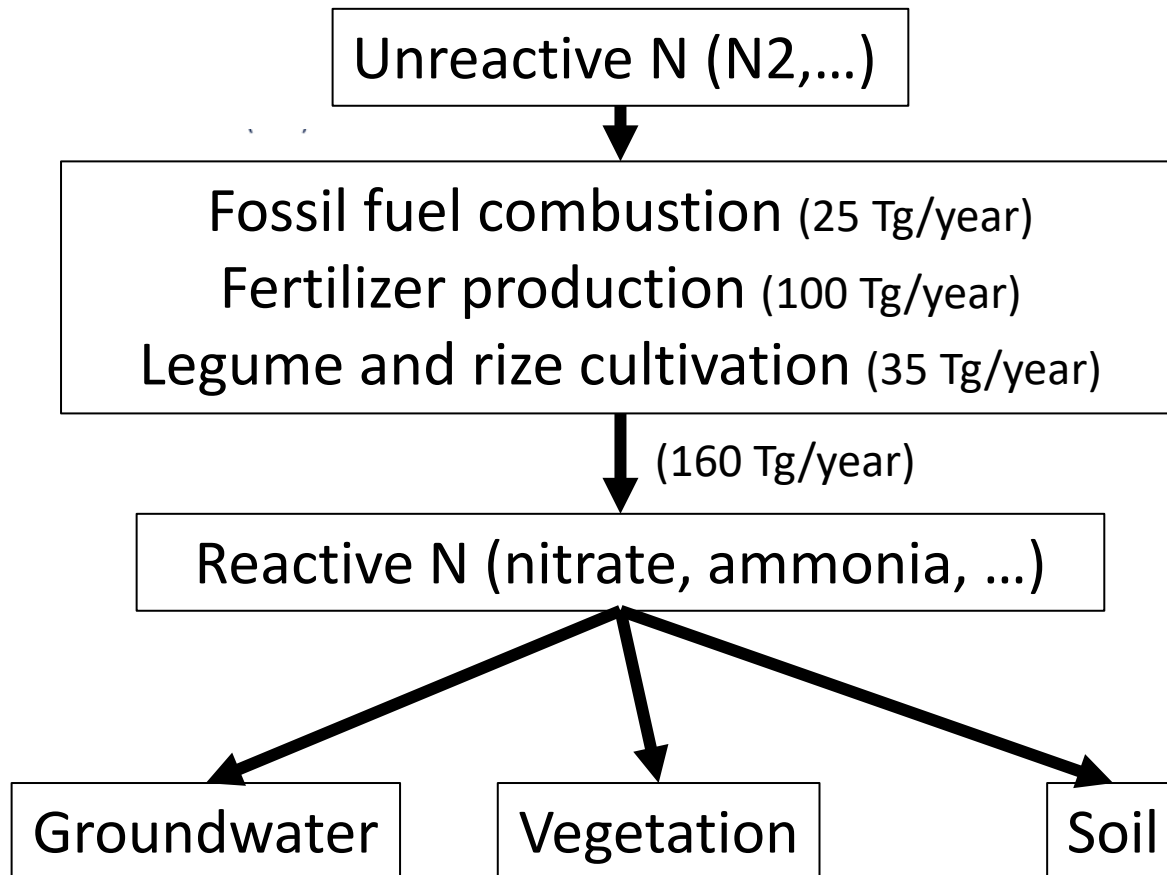 Unreactive N (N2,…)
Fossil fuel combustion (25 Tg/year)
Fertilizer production (100 Tg/year)
Legume and rize cultivation (35 Tg/year)
(160 Tg/year)
Reactive N (nitrate, ammonia, …)
Groundwater
Vegetation
Soil